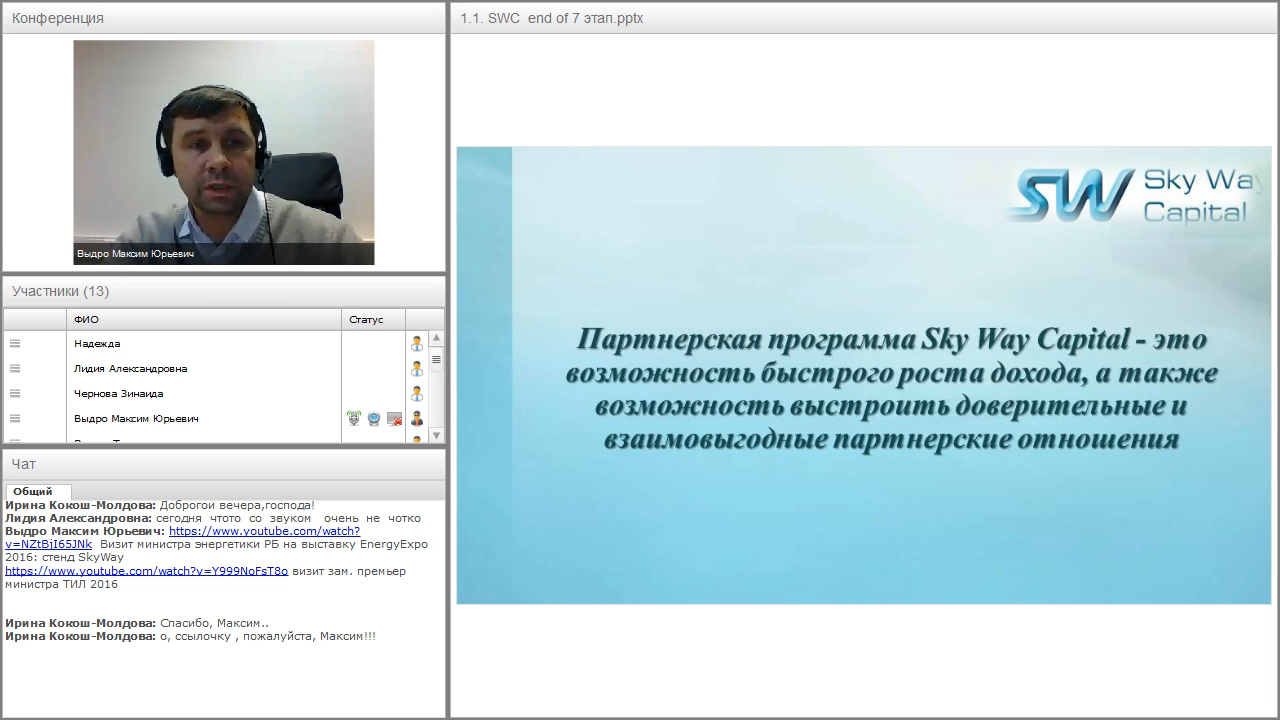 Конференция
Выдро Максим Юрьевич
Участники (13)
ФИО
Статус
Надежда
Лидия Александровна
Чернова Зинаида
Выдро Максим Юрьевич
Чат
Общий
Ирина Кокош-Молдова: Доброгои вечера,господа!
Лидия Александровна: сегодня чтото со звуком очень не чотко
Выдро Максим Юрьевич: https://www.youtube.com/watch?
v=NZtBjI65JNk Визит министра энергетики РБ на выставку EnergyExpo
2016: стенд SkyWay
https://www.youtube.com/watch?v=Y999NoFsT8o визит зам. премьер
министра ТИЛ 2016
Ирина Кокош-Молдова: Спасибо, Максим..
Ирина Кокош-Молдова: о, ссылочку , пожалуйста, Максим!!!
1.1. SWC end of 7 этап.pptx
SW Sky Way
Capital
Партнерская программа Sky Way Capital - это
возможность быстрого роста дохода, а также
возможность выстроить доверительные и
взаимовыгодные партнерские отношения